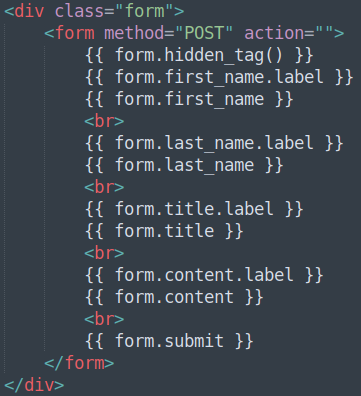 <div class="form">
    <form method="POST" action="">
        {{ form.hidden_tag() }}
        {{ form.first_name.label }}
        {{ form.first_name }}
        <br>
        {{ form.last_name.label }}
        {{ form.last_name }}
        <br>
        {{ form.title.label }}
        {{ form.title }}
        <br>
        {{ form.content.label }}
        {{ form.content }}
        <br>
        {{ form.submit }}
    </form>
</div>